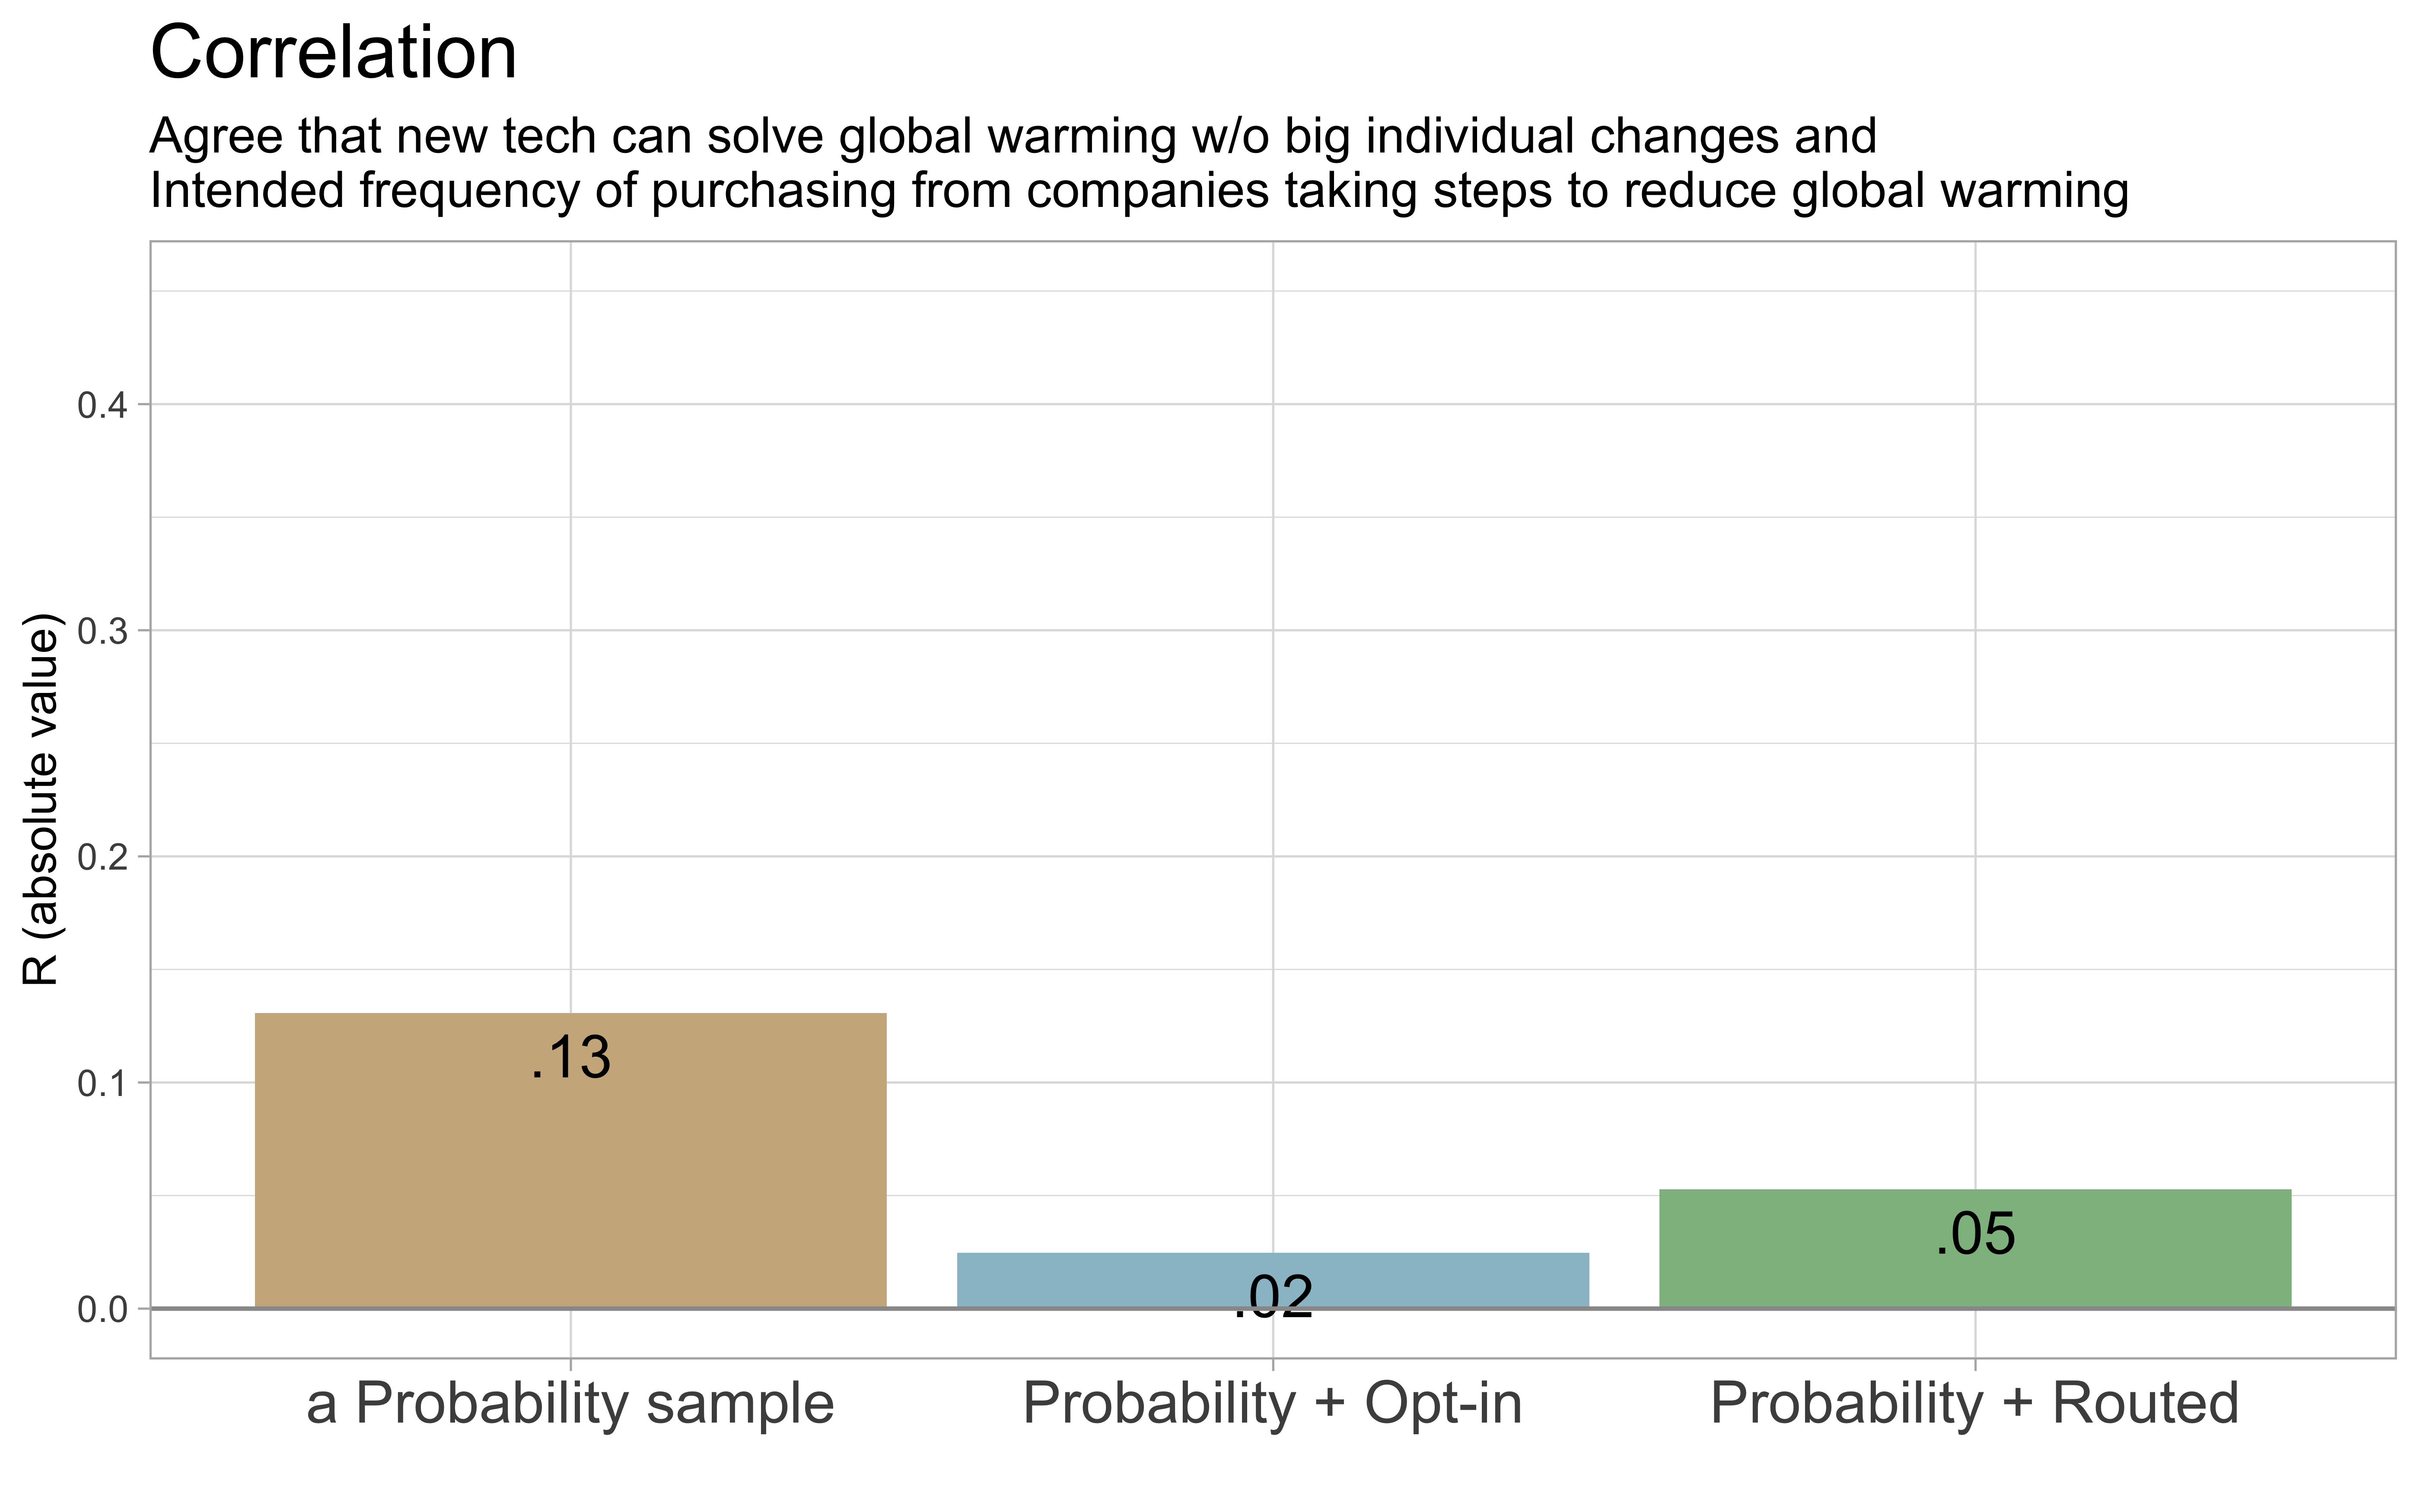 Correlation
Agree that new tech can solve global warming w/o big individual changes and
Intended frequency of purchasing from companies taking steps to reduce global warming
R (absolute value)
0.4
0.3
0.2
0.1
0.0
.13
.02
.05
a Probability sample
Probability + Opt-in
Probability + Routed